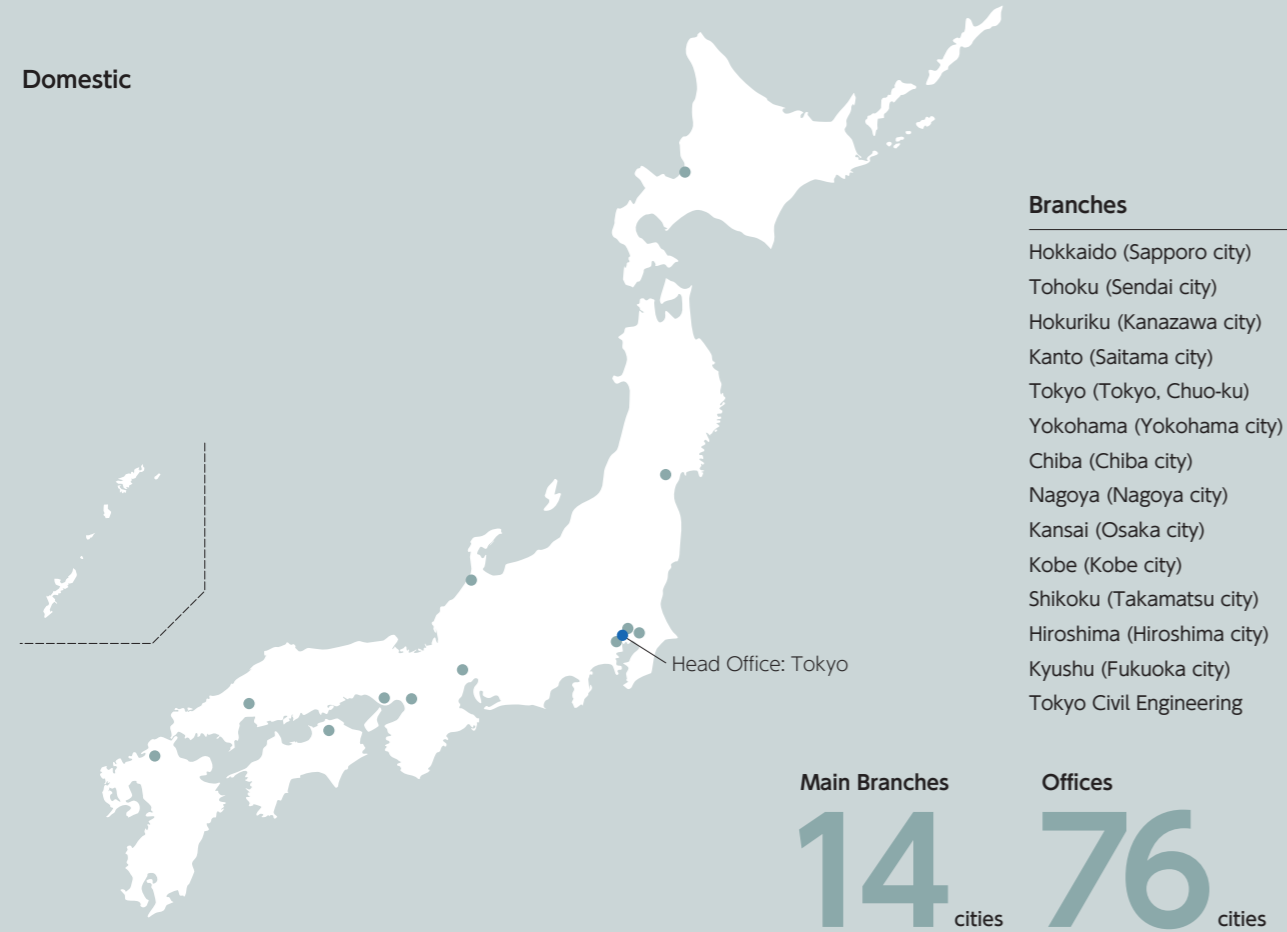 Domestic
Branches
Hokkaido (Sapporo city)
Tohoku (Sendai city)
Hokuriku (Kanazawa city)
Kanto (Saitama city)
Tokyo (Tokyo, Chuo-ku)
Yokohama (Yokohama city)
Chiba (Chiba city)
Nagoya (Nagoya city)
Kansai (Osaka city)
Kobe (Kobe city)
Shikoku (Takamatsu city)
Hiroshima (Hiroshima city)
Kyushu (Fukuoka city)
Tokyo Civil Engineering
Head Office: Tokyo
Main Branches
14 cities
Offices
76 cities